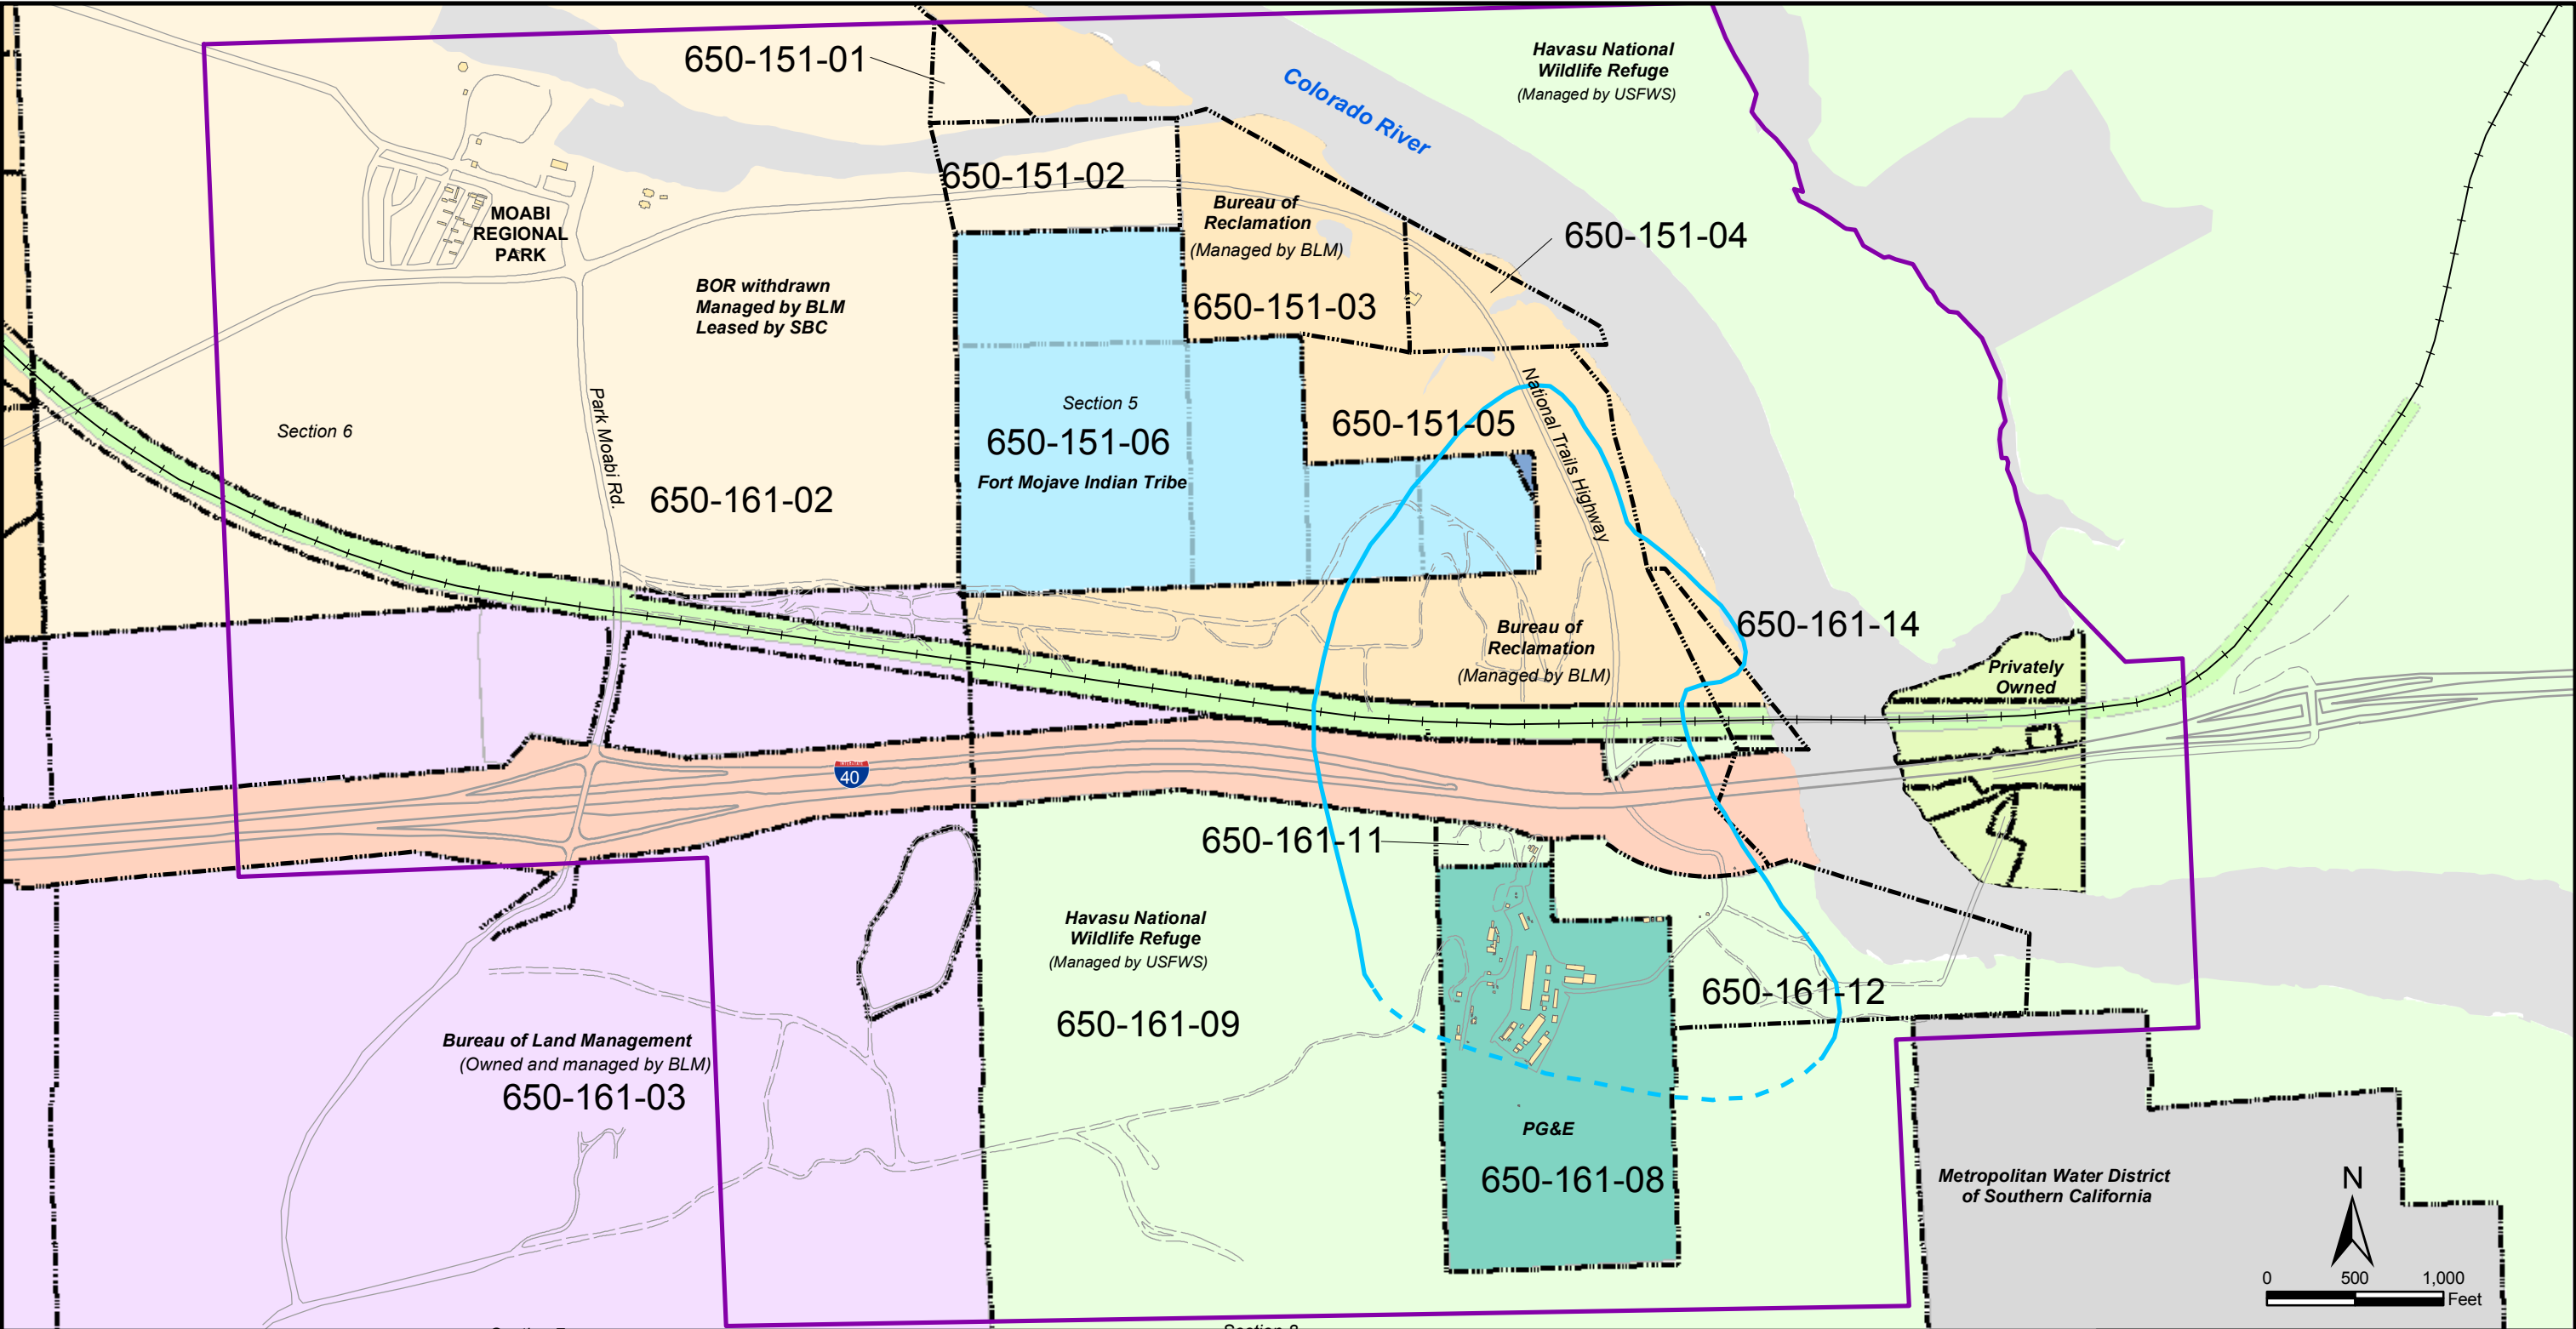 650-151-01
Havasu National
Wildlife Refuge
(Managed by USFWS)
Colorado River
650-151-02
MOABI
REGIONAL
PARK
Bureau of
Reclamation
(Managed by BLM)
650-151-04
BOR withdrawn
Managed by BLM
Leased by SBC
650-151-03
Section 6
Park Moabi Rd.
650-161-02
Section 5
650-151-06
Fort Mojave Indian Tribe
650-151-05
National Trails Highway
Bureau of
Reclamation
(Managed by BLM)
650-161-14
Privately
Owned
40
650-161-11
Havasu National
Wildlife Refuge
(Managed by USFWS)
650-161-09
650-161-12
Bureau of Land Management
(Owned and managed by BLM)
650-161-03
PG&E
650-161-08
Metropolitan Water District
of Southern California
N
0 500 1,000
Feet